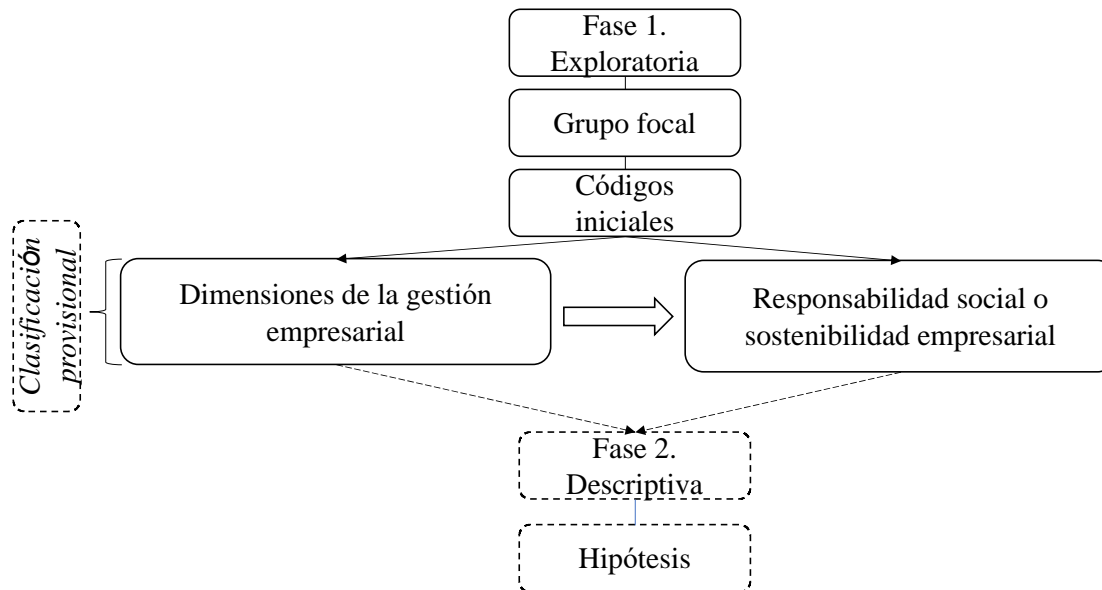 Fase 1.
Exploratoria
Grupo focal
Códigos
iniciales
Clasificación
provisional
Dimensiones de la gestión
empresarial
Responsabilidad social o
sostenibilidad empresarial
Fase 2.
Descriptiva
Hipótesis